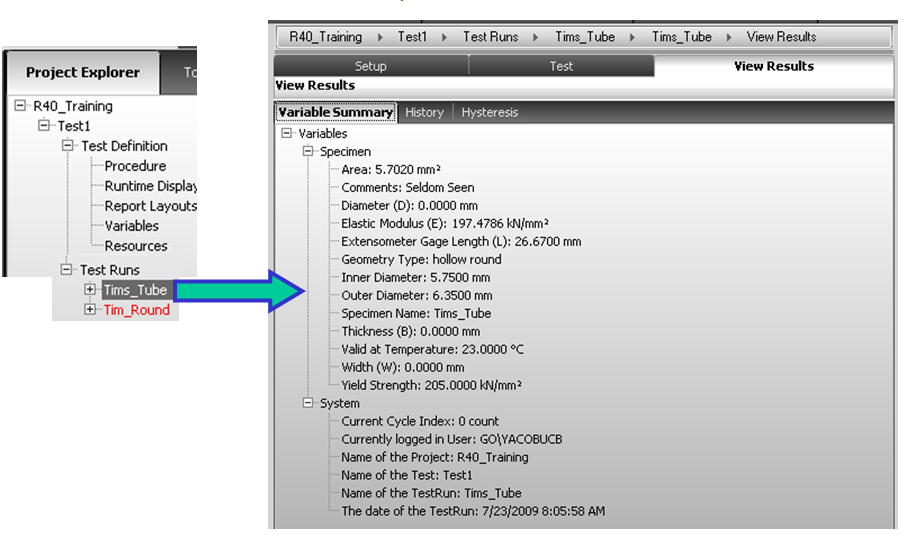 Project Explorer
R40_Training
Test1
Test Definition
Procedure
Runtime Display
Report Layouts
Variables
Resources
Test Runs
Tims_Tube
Tim_Round
R40_Training Test1 Test Runs Tims_Tube Tims_Tube View Results
Setup Test View Results
View Results
Variable Summary History Hysteresis
Variables
Specimen
Area: 5.7020 mm²
Comments: Seldom Seen
Diameter (D): 0.0000 mm
Elastic Modulus (E): 197.4786 kN/mm²
Extensometer Gage Length (L): 26.6700 mm
Geometry Type: hollow round
Inner Diameter: 5.7500 mm
Outer Diameter: 6.3500 mm
Specimen Name: Tims_Tube
Thickness (B): 0.0000 mm
Valid at Temperature: 23.0000 °C
Width (W): 0.0000 mm
Yield Strength: 205.0000 kN/mm²
System
Current Cycle Index: 0 count
Currently logged in User: GO\YACOBUCB
Name of the Project: R40_Training
Name of the Test: Test1
Name of the TestRun: Tims_Tube
The date of the TestRun: 7/23/2009 8:05:58 AM